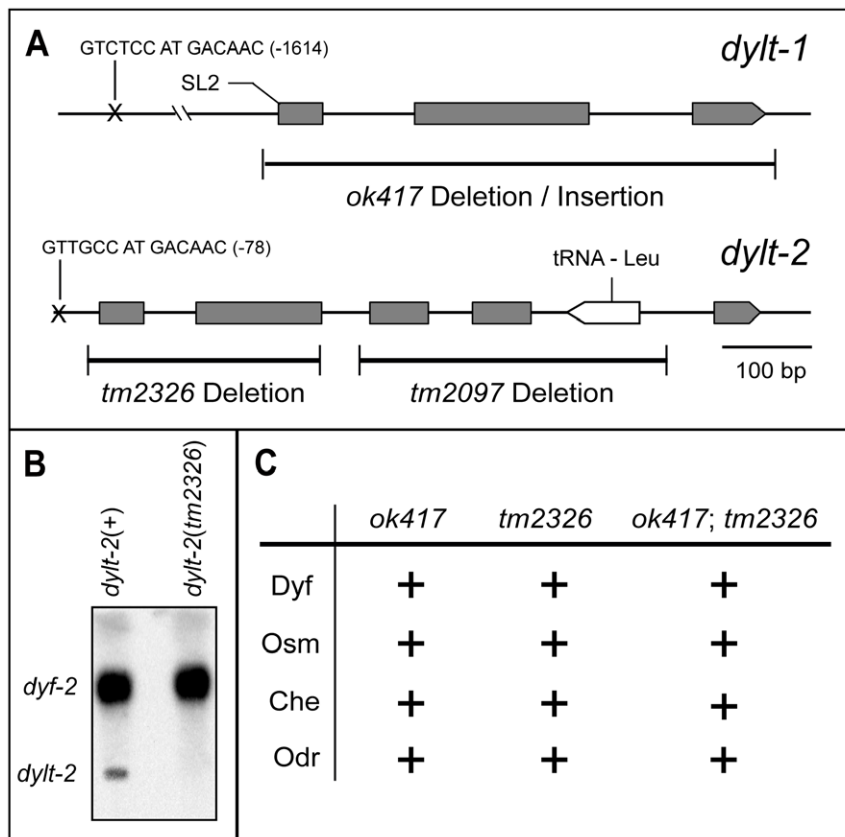 A
GTCTCC AT GACAAC (-1614)
dylt-1
SL2
ok417 Deletion / Insertion
GTTGCC AT GACAAC (-78)
dylt-2
tRNA - Leu
100 bp
tm2326 Deletion
tm2097 Deletion
B
dylt-2(+)
dylt-2(tm2326)
dyf-2
dylt-2
C
ok417 tm2326 ok417; tm2326
Dyf + + +
Osm + + +
Che + + +
Odr + + +